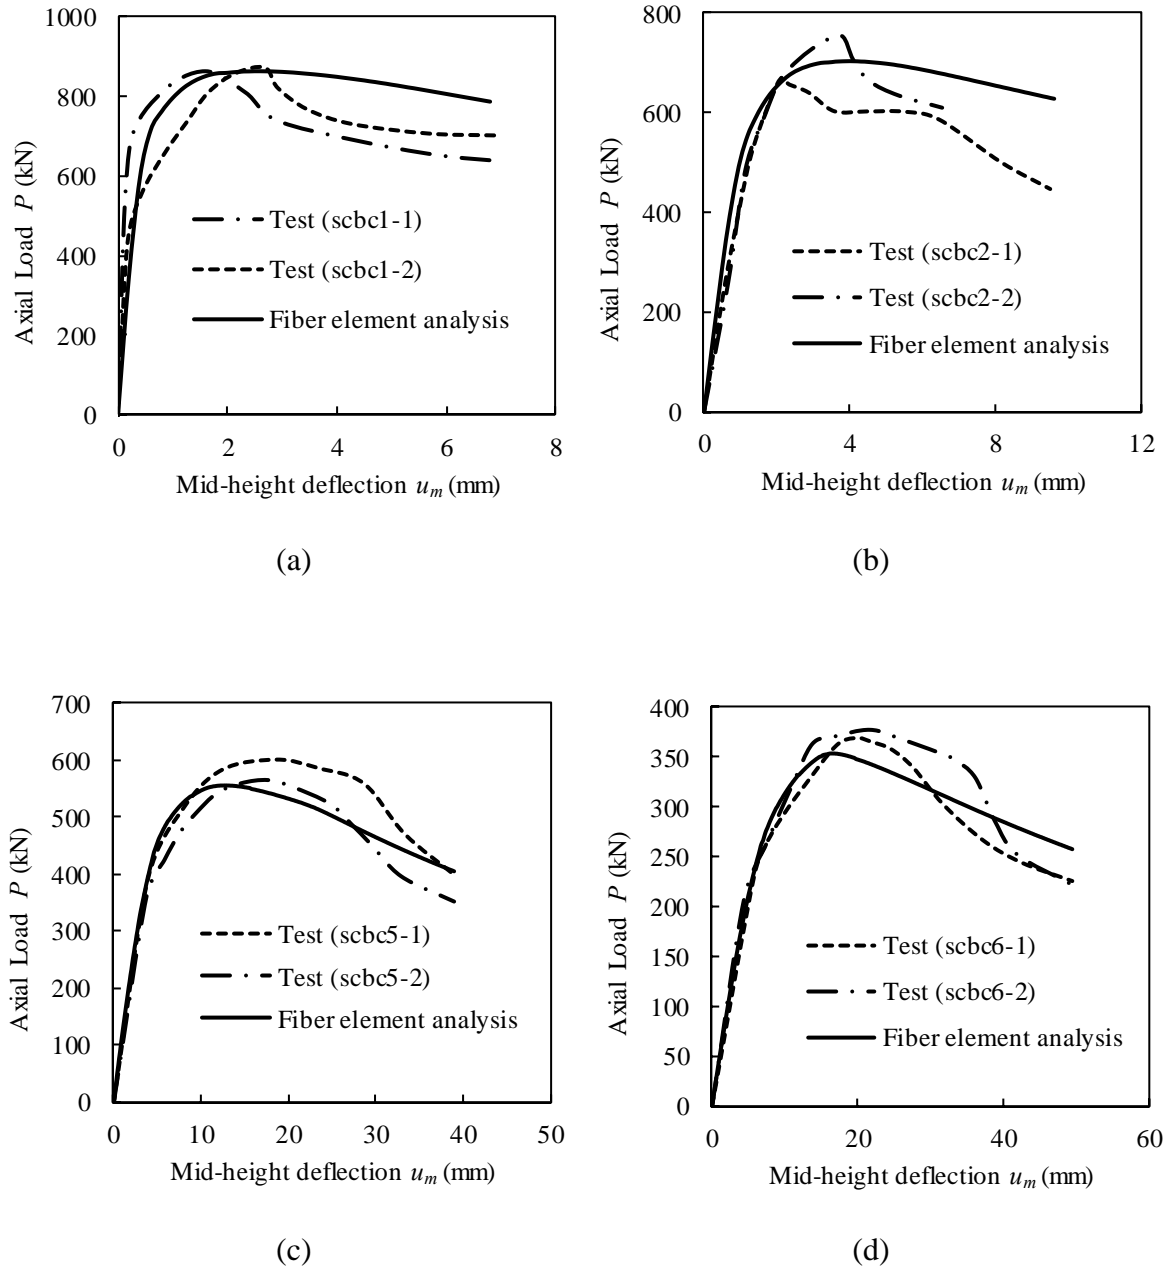 1000
800
600
400
200
0
0 2 4 6 8
Axial Load P (kN)
Mid-height deflection um (mm)
Test (scbc1-1)
Test (scbc1-2)
Fiber element analysis
(a)
800
600
400
200
0
0 4 8 12
Axial Load P (kN)
Mid-height deflection um (mm)
Test (scbc2-1)
Test (scbc2-2)
Fiber element analysis
(b)
700
600
500
400
300
200
100
0
0 10 20 30 40 50
Axial Load P (kN)
Mid-height deflection um (mm)
Test (scbc5-1)
Test (scbc5-2)
Fiber element analysis
(c)
400
350
300
250
200
150
100
50
0
0 20 40 60
Axial Load P (kN)
Mid-height deflection um (mm)
Test (scbc6-1)
Test (scbc6-2)
Fiber element analysis
(d)